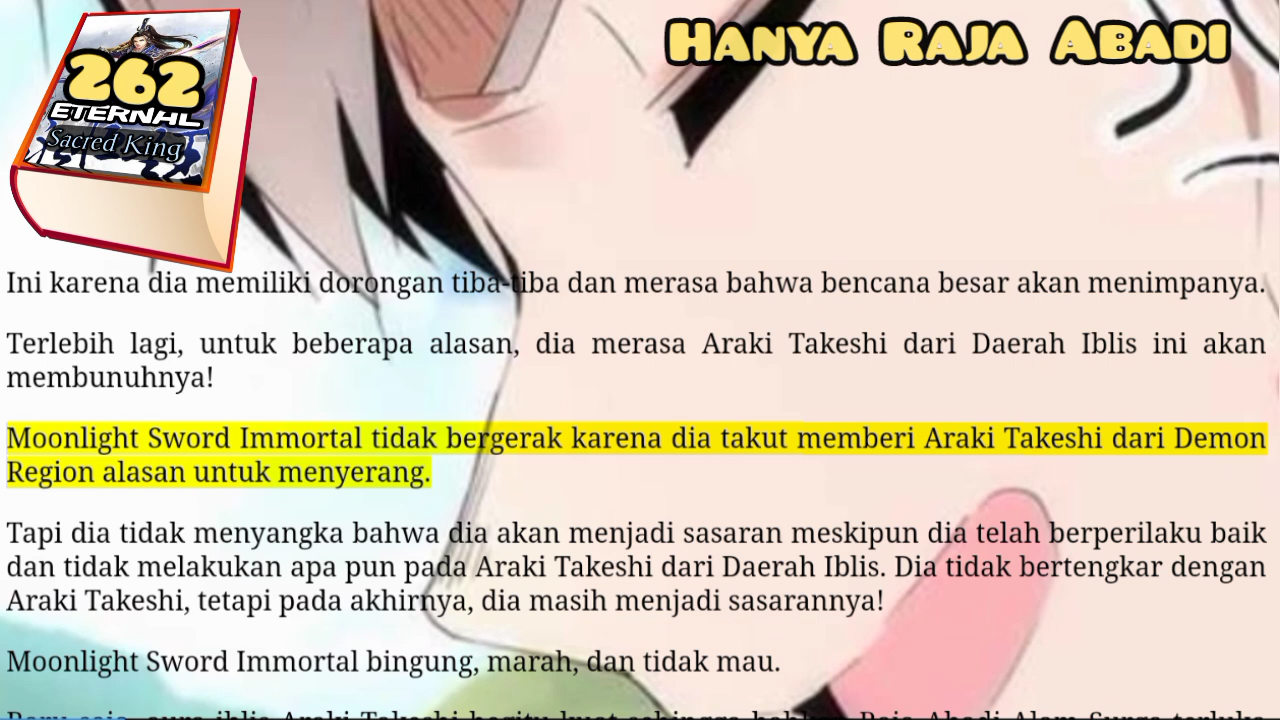 262
ETERNAL
Sacred King
HANYA RAJA ABADI
Ini karena dia memiliki dorongan tiba-tiba dan merasa bahwa bencana besar akan menimpanya.
Terlebih lagi, untuk beberapa alasan, dia merasa Araki Takeshi dari Daerah Iblis ini akan
membunuhnya!
Moonlight Sword Immortal tidak bergerak karena dia takut memberi Araki Takeshi dari Demon
Region alasan untuk menyerang.
Tapi dia tidak menyangka bahwa dia akan menjadi sasaran meskipun dia telah berperilaku baik
dan tidak melakukan apa pun pada Araki Takeshi dari Daerah Iblis. Dia tidak bertengkar dengan
Araki Takeshi, tetapi pada akhirnya, dia masih menjadi sasarannya!
Moonlight Sword Immortal bingung, marah, dan tidak mau.